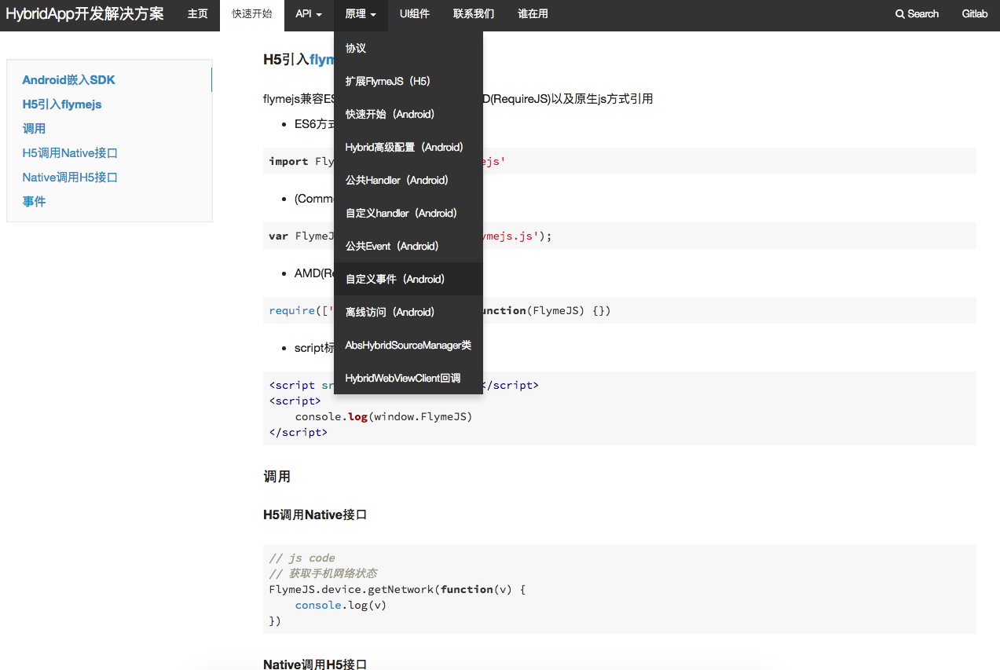 HybridApp开发解决方案 主页 快速开始 API 原理 UI组件 联系我们 谁在用 Search Gitlab
协议
扩展FlymeJS（H5）
快速开始（Android）
Hybrid高级配置（Android）
公共Handler（Android）
自定义handler（Android）
公共Event（Android）
自定义事件（Android）
离线访问（Android）
AbsHybridSourceManager类
HybridWebViewClient回调
Android嵌入SDK
H5引入flymejs
调用
H5调用Native接口
Native调用H5接口
事件
H5引入flym
flymejs兼容ES D(RequireJS)以及原生js方式引用
• ES6方式
import Fly ejs'
• (Comm
var FlymeJ ymejs.js');
• AMD(Re
require([' unction(FlymeJS) {})
• script标
<script sr </script>
<script>
console.log(window.FlymeJS)
</script>
调用
H5调用Native接口
// js code
// 获取手机网络状态
FlymeJS.device.getNetwork(function(v) {
console.log(v)
})
Native调用H5接口